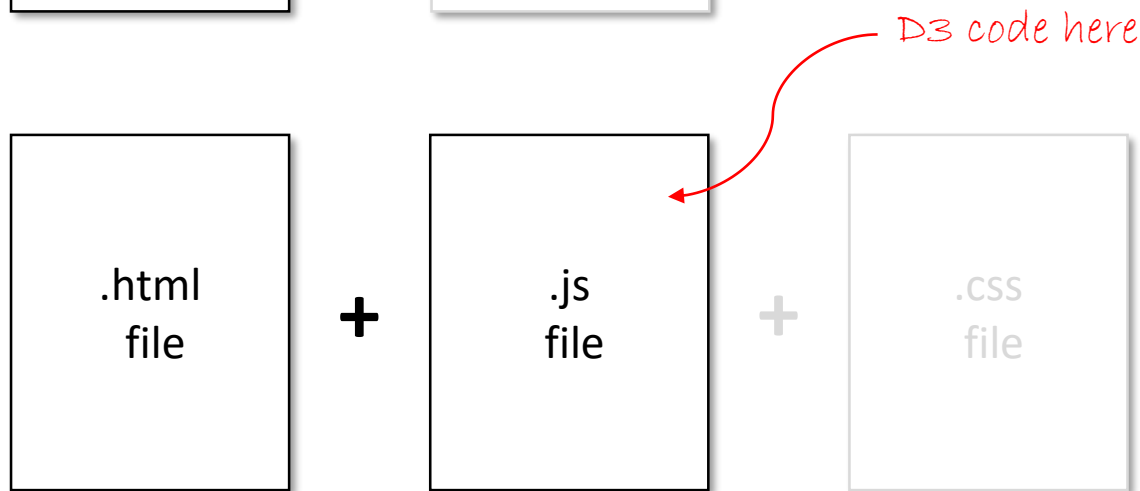 D3 code here
.html
file
+
.js
file
+
.css
file